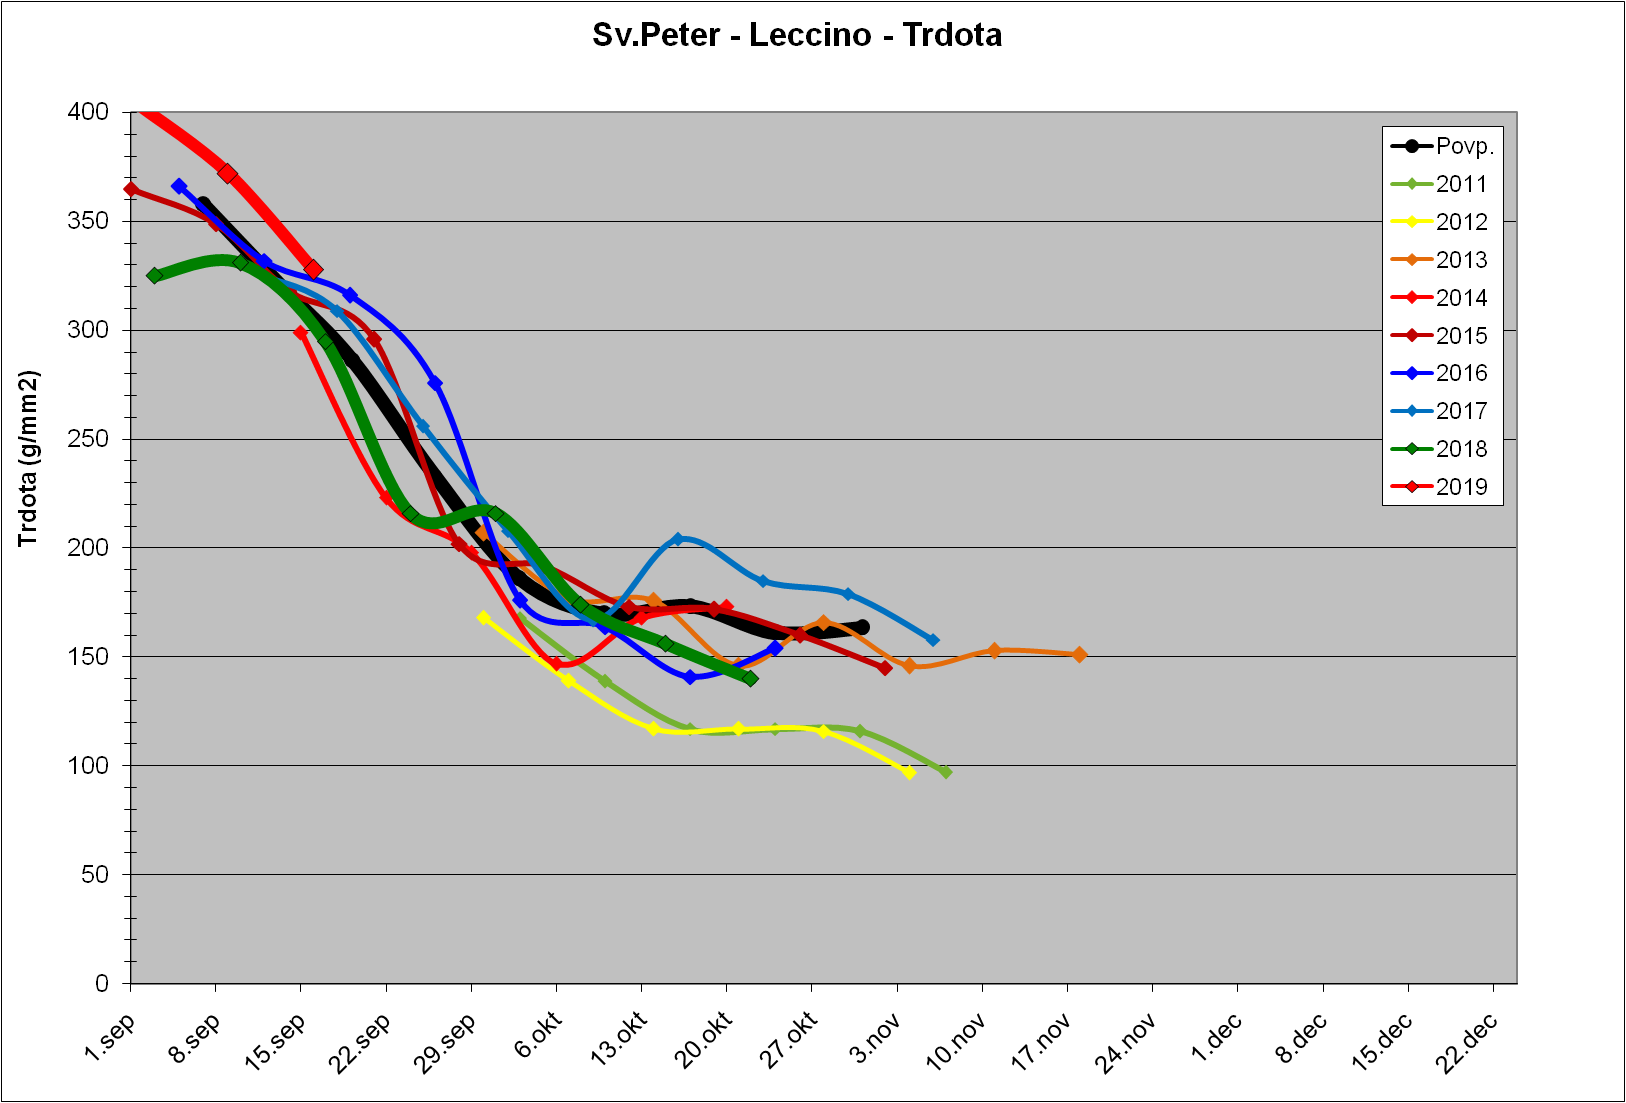 Sv.Peter - Leccino - Trdota
400
350
300
250
200
150
100
50
0
Trdota (g/mm2)
1.sep
8.sep
15.sep
22.sep
29.sep
6.okt
13.okt
20.okt
27.okt
3.nov
10.nov
17.nov
24.nov
1.dec
8.dec
15.dec
22.dec
Povp.
2011
2012
2013
2014
2015
2016
2017
2018
2019